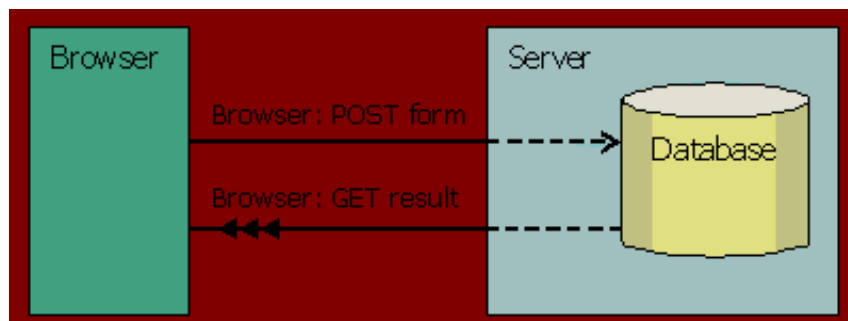 Browser
Server
Browser: POST form
Database
Browser: GET result